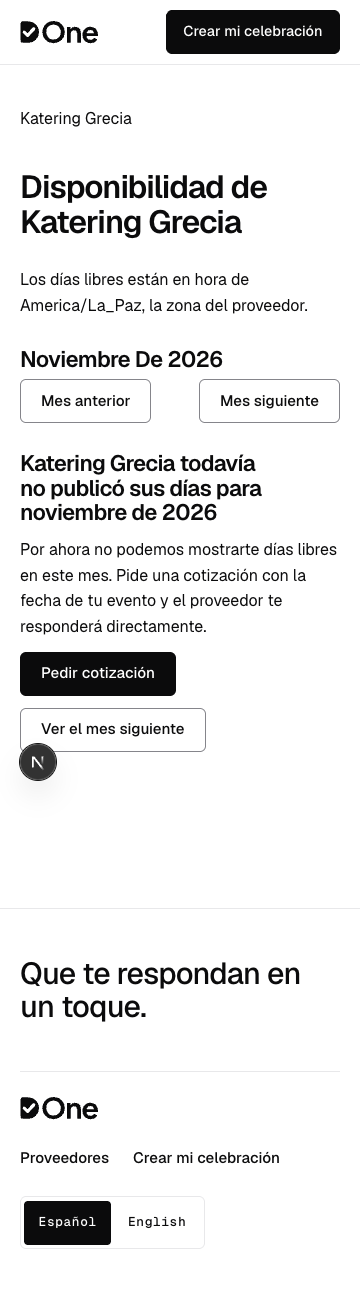 One
Crear mi celebración
Katering Grecia
Disponibilidad de
Katering Grecia
Los días libres están en hora de
America/La_Paz, la zona del proveedor.
Noviembre De 2026
Mes anterior
Mes siguiente
Katering Grecia todavía
no publicó sus días para
noviembre de 2026
Por ahora no podemos mostrarte días libres
en este mes. Pide una cotización con la
fecha de tu evento y el proveedor te
responderá directamente.
Pedir cotización
Ver el mes siguiente
N
Que te respondan en
un toque.
One
Proveedores
Crear mi celebración
Español
English